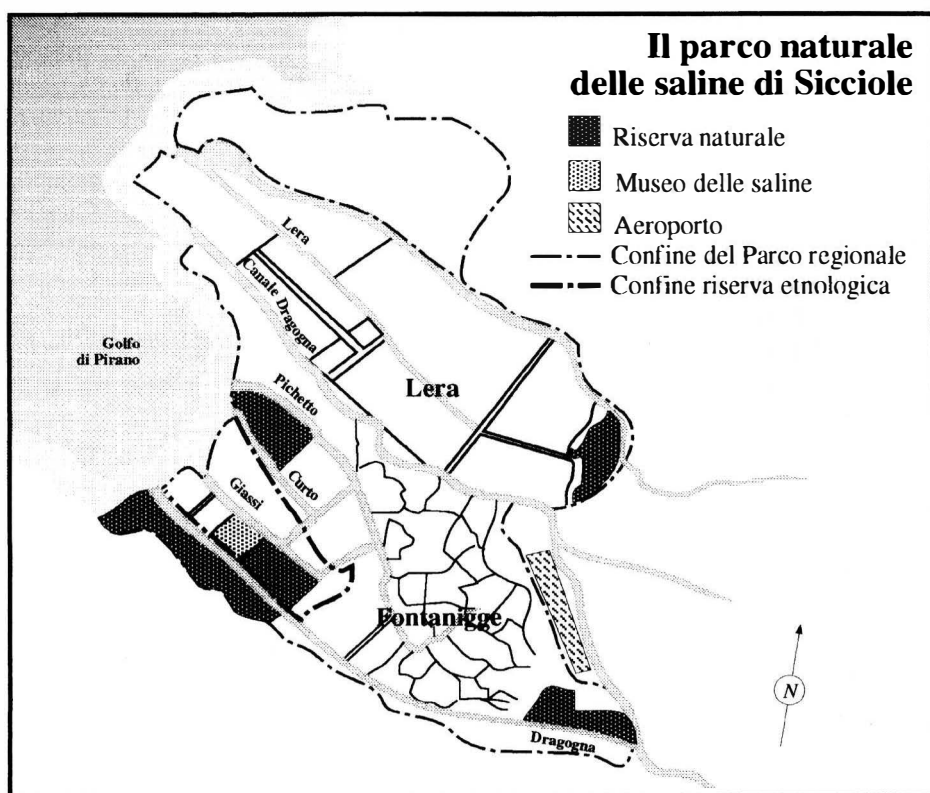 Il parco naturale
delle saline di Sicciole
Riserva naturale
Museo delle saline
Aeroporto
Confine del Parco regionale
Confine riserva etnologica
Lera
Canale Dragogna
Golfo
di Pirano
Lera
Pichetto
Curto
Giassi
Fontanigge
Dragogna
N